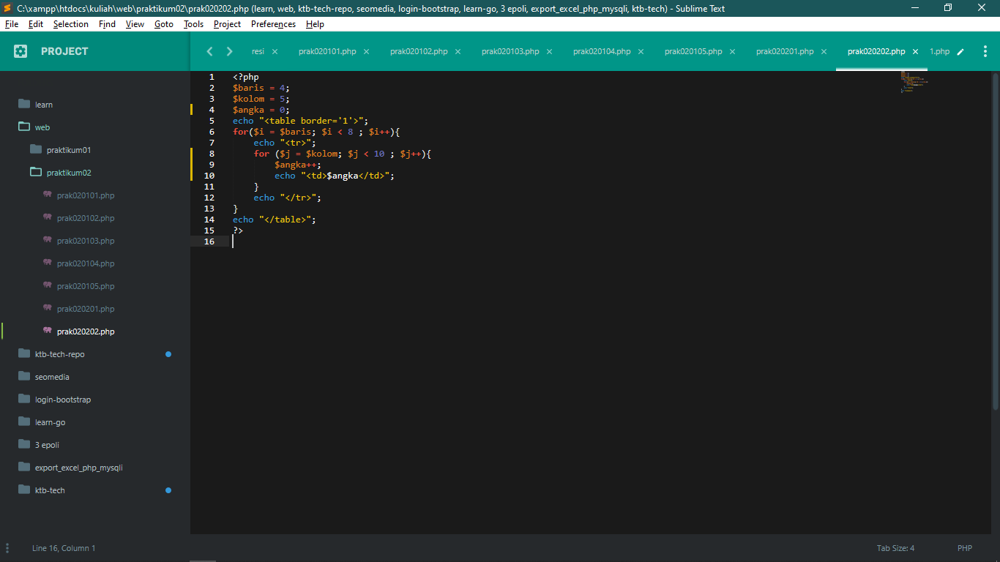 C:\xampp\htdocs\kuliah\web\praktikum02\prak020202.php (learn, web, ktb-tech-repo, seomedia, login-bootstrap, learn-go, 3 epoli, export_excel_php_mysqli, ktb-tech) - Sublime Text
File Edit Selection Find View Goto Tools Project Preferences Help
PROJECT
resi × prak020101.php × prak020102.php × prak020103.php × prak020104.php × prak020105.php × prak020201.php × prak020202.php × 1.php
learn
web
praktikum01
praktikum02
prak020101.php
prak020102.php
prak020103.php
prak020104.php
prak020105.php
prak020201.php
prak020202.php
ktb-tech-repo
seomedia
login-bootstrap
learn-go
3 epoli
export_excel_php_mysqli
ktb-tech
1 <?php
2 $baris = 4;
3 $kolom = 5;
4 $angka = 0;
5 echo "<table border='1'>";
6 for($i = $baris; $i < 8 ; $i++){
7     echo "<tr>";
8     for ($j = $kolom; $j < 10 ; $j++){
9         $angka++;
10         echo "<td>$angka</td>";
11     }
12     echo "</tr>";
13 }
14 echo "</table>";
15 ?>
16
Line 16, Column 1 Tab Size: 4 PHP